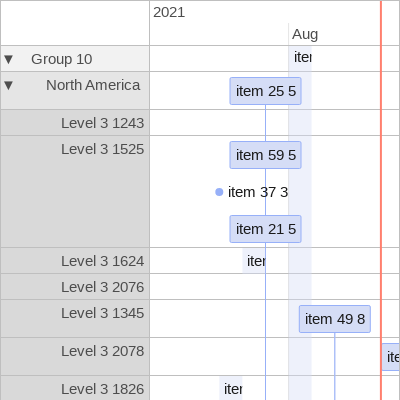 2021
Aug
▼ Group 10
iter
▼ North America
item 25 5
Level 3 1243
Level 3 1525
item 59 5
item 37 3
item 21 5
Level 3 1624
iter
Level 3 2076
Level 3 1345
item 49 8
Level 3 2078
ite
Level 3 1826
iter